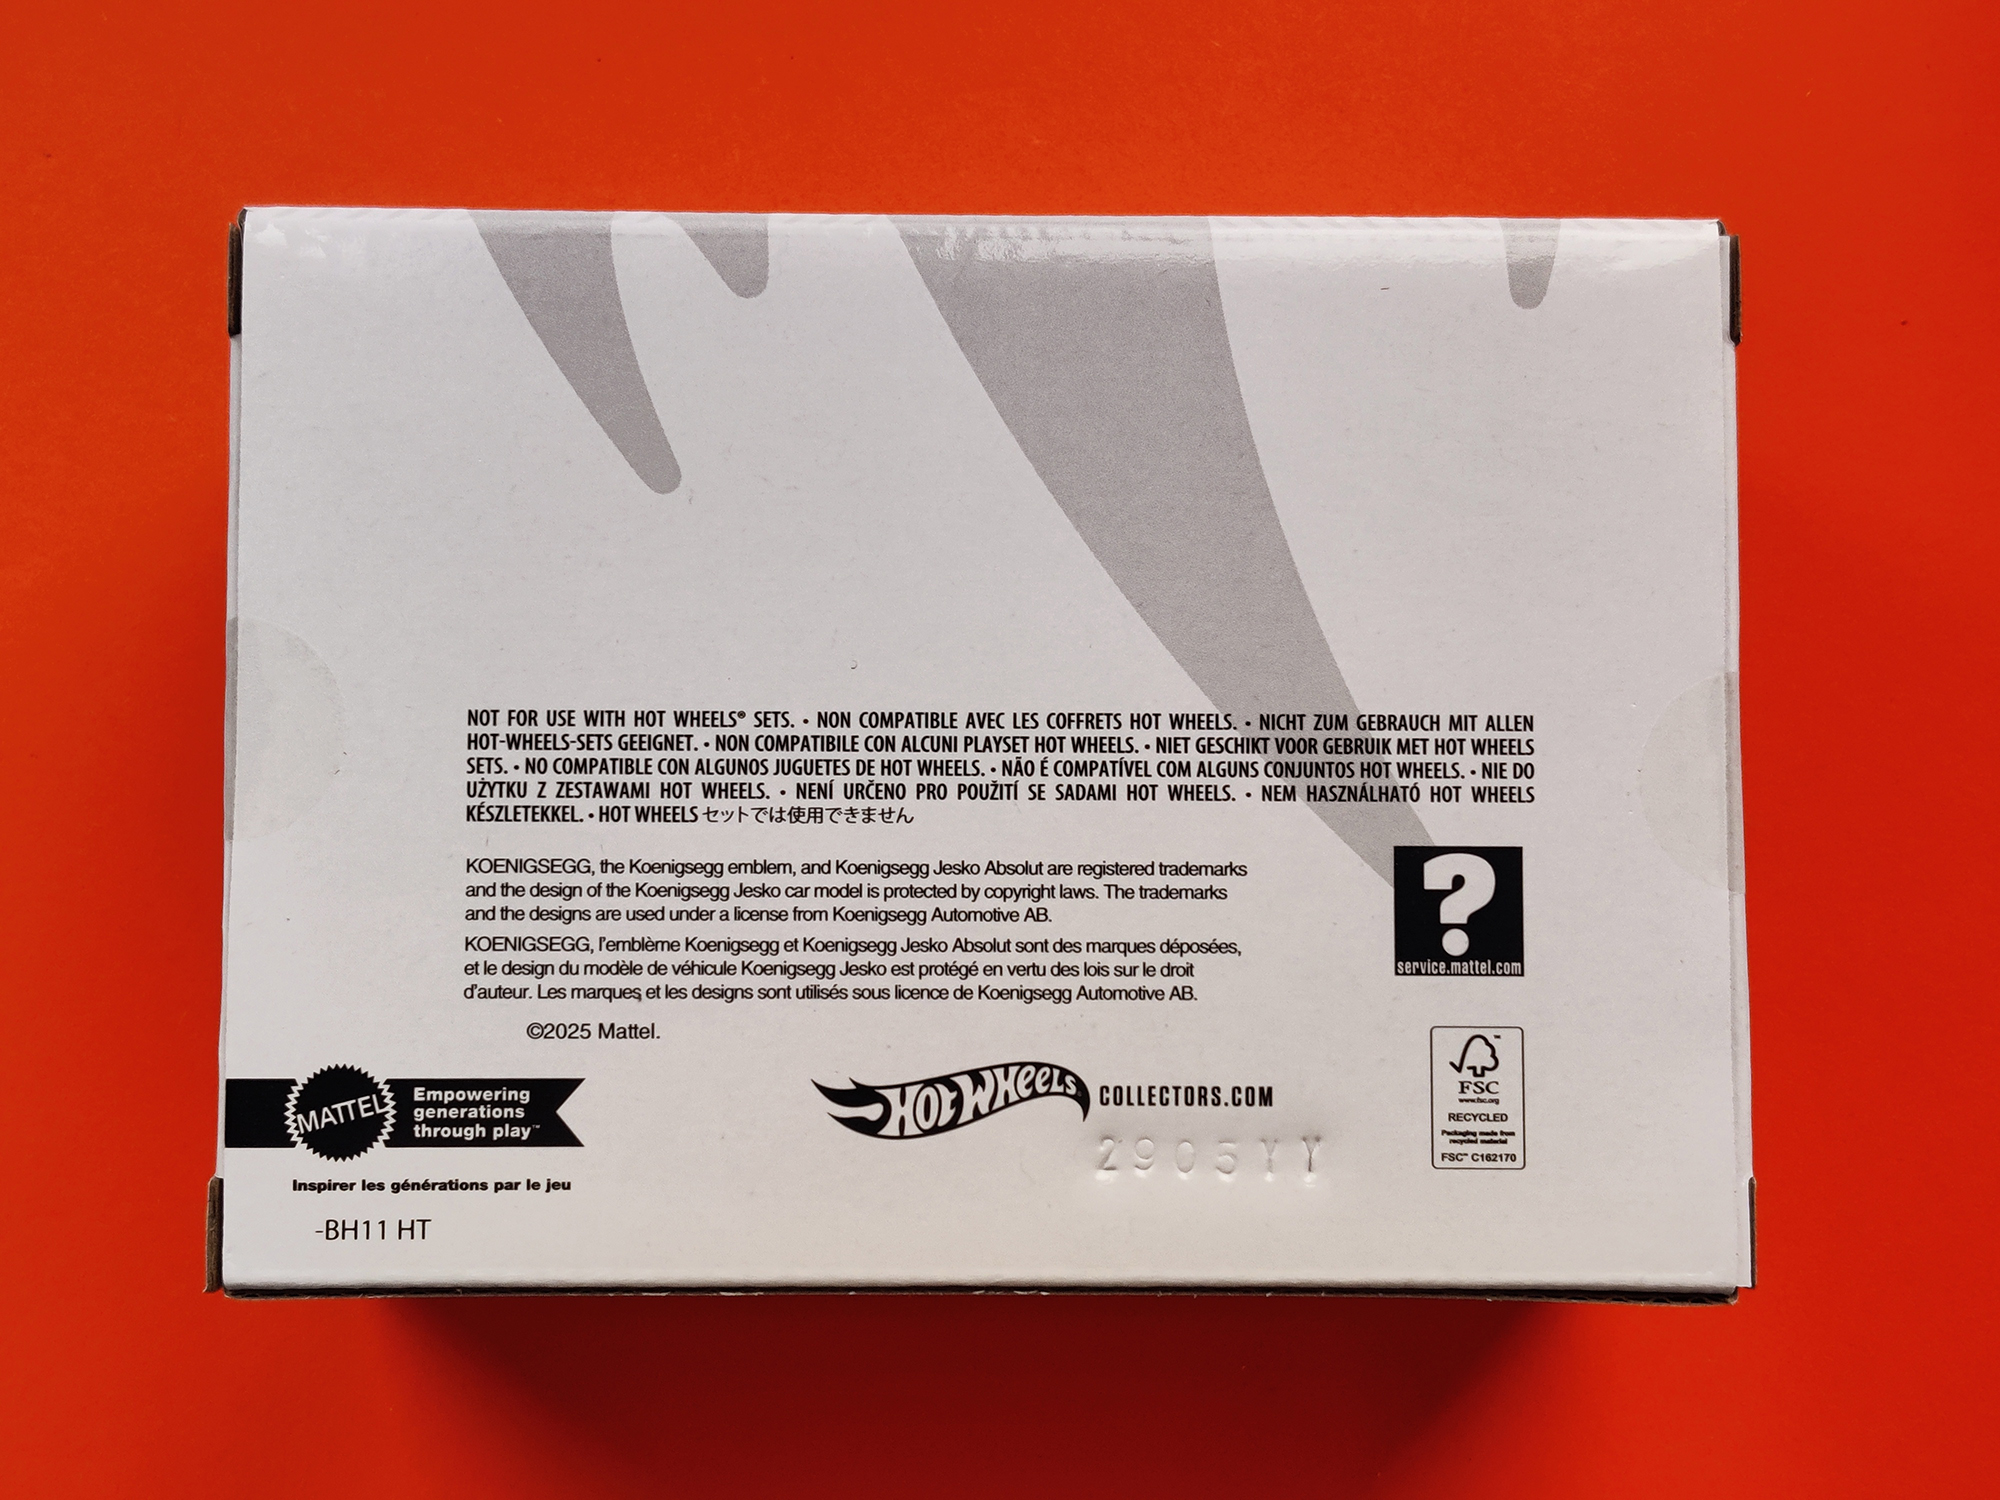 NOT FOR USE WITH HOT WHEELS® SETS. • NON COMPATIBLE AVEC LES COFFRETS HOT WHEELS. • NICHT ZUM GEBRAUCH MIT ALLEN
HOT-WHEELS-SETS GEEIGNET. • NON COMPATIBILE CON ALCUNI PLAYSET HOT WHEELS. • NIET GESCHIKT VOOR GEBRUIK MET HOT WHEELS
SETS. • NO COMPATIBLE CON ALGUNOS JUGUETES DE HOT WHEELS. • NÃO É COMPATÍVEL COM ALGUNS CONJUNTOS HOT WHEELS. • NIE DO
UŻYTKU Z ZESTAWAMI HOT WHEELS. • NENÍ URČENO PRO POUŽITÍ SE SADAMI HOT WHEELS. • NEM HASZNÁLHATÓ HOT WHEELS
KÉSZLETEKKEL. • HOT WHEELS セットでは使用できません
KOENIGSEGG, the Koenigsegg emblem, and Koenigsegg Jesko Absolut are registered trademarks
and the design of the Koenigsegg Jesko car model is protected by copyright laws. The trademarks
and the designs are used under a license from Koenigsegg Automotive AB.
KOENIGSEGG, l'emblème Koenigsegg et Koenigsegg Jesko Absolut sont des marques déposées,
et le design du modèle de véhicule Koenigsegg Jesko est protégé en vertu des lois sur le droit
d'auteur. Les marques et les designs sont utilisés sous licence de Koenigsegg Automotive AB.
?
service.mattel.com
©2025 Mattel.
MATTEL
Empowering
generations
through play™
Inspirer les générations par le jeu
-BH11 HT
HOT WHEELS COLLECTORS.COM
2905YY
FSC
www.fsc.org
RECYCLED
Packaging made from
recycled material
FSC™ C162170